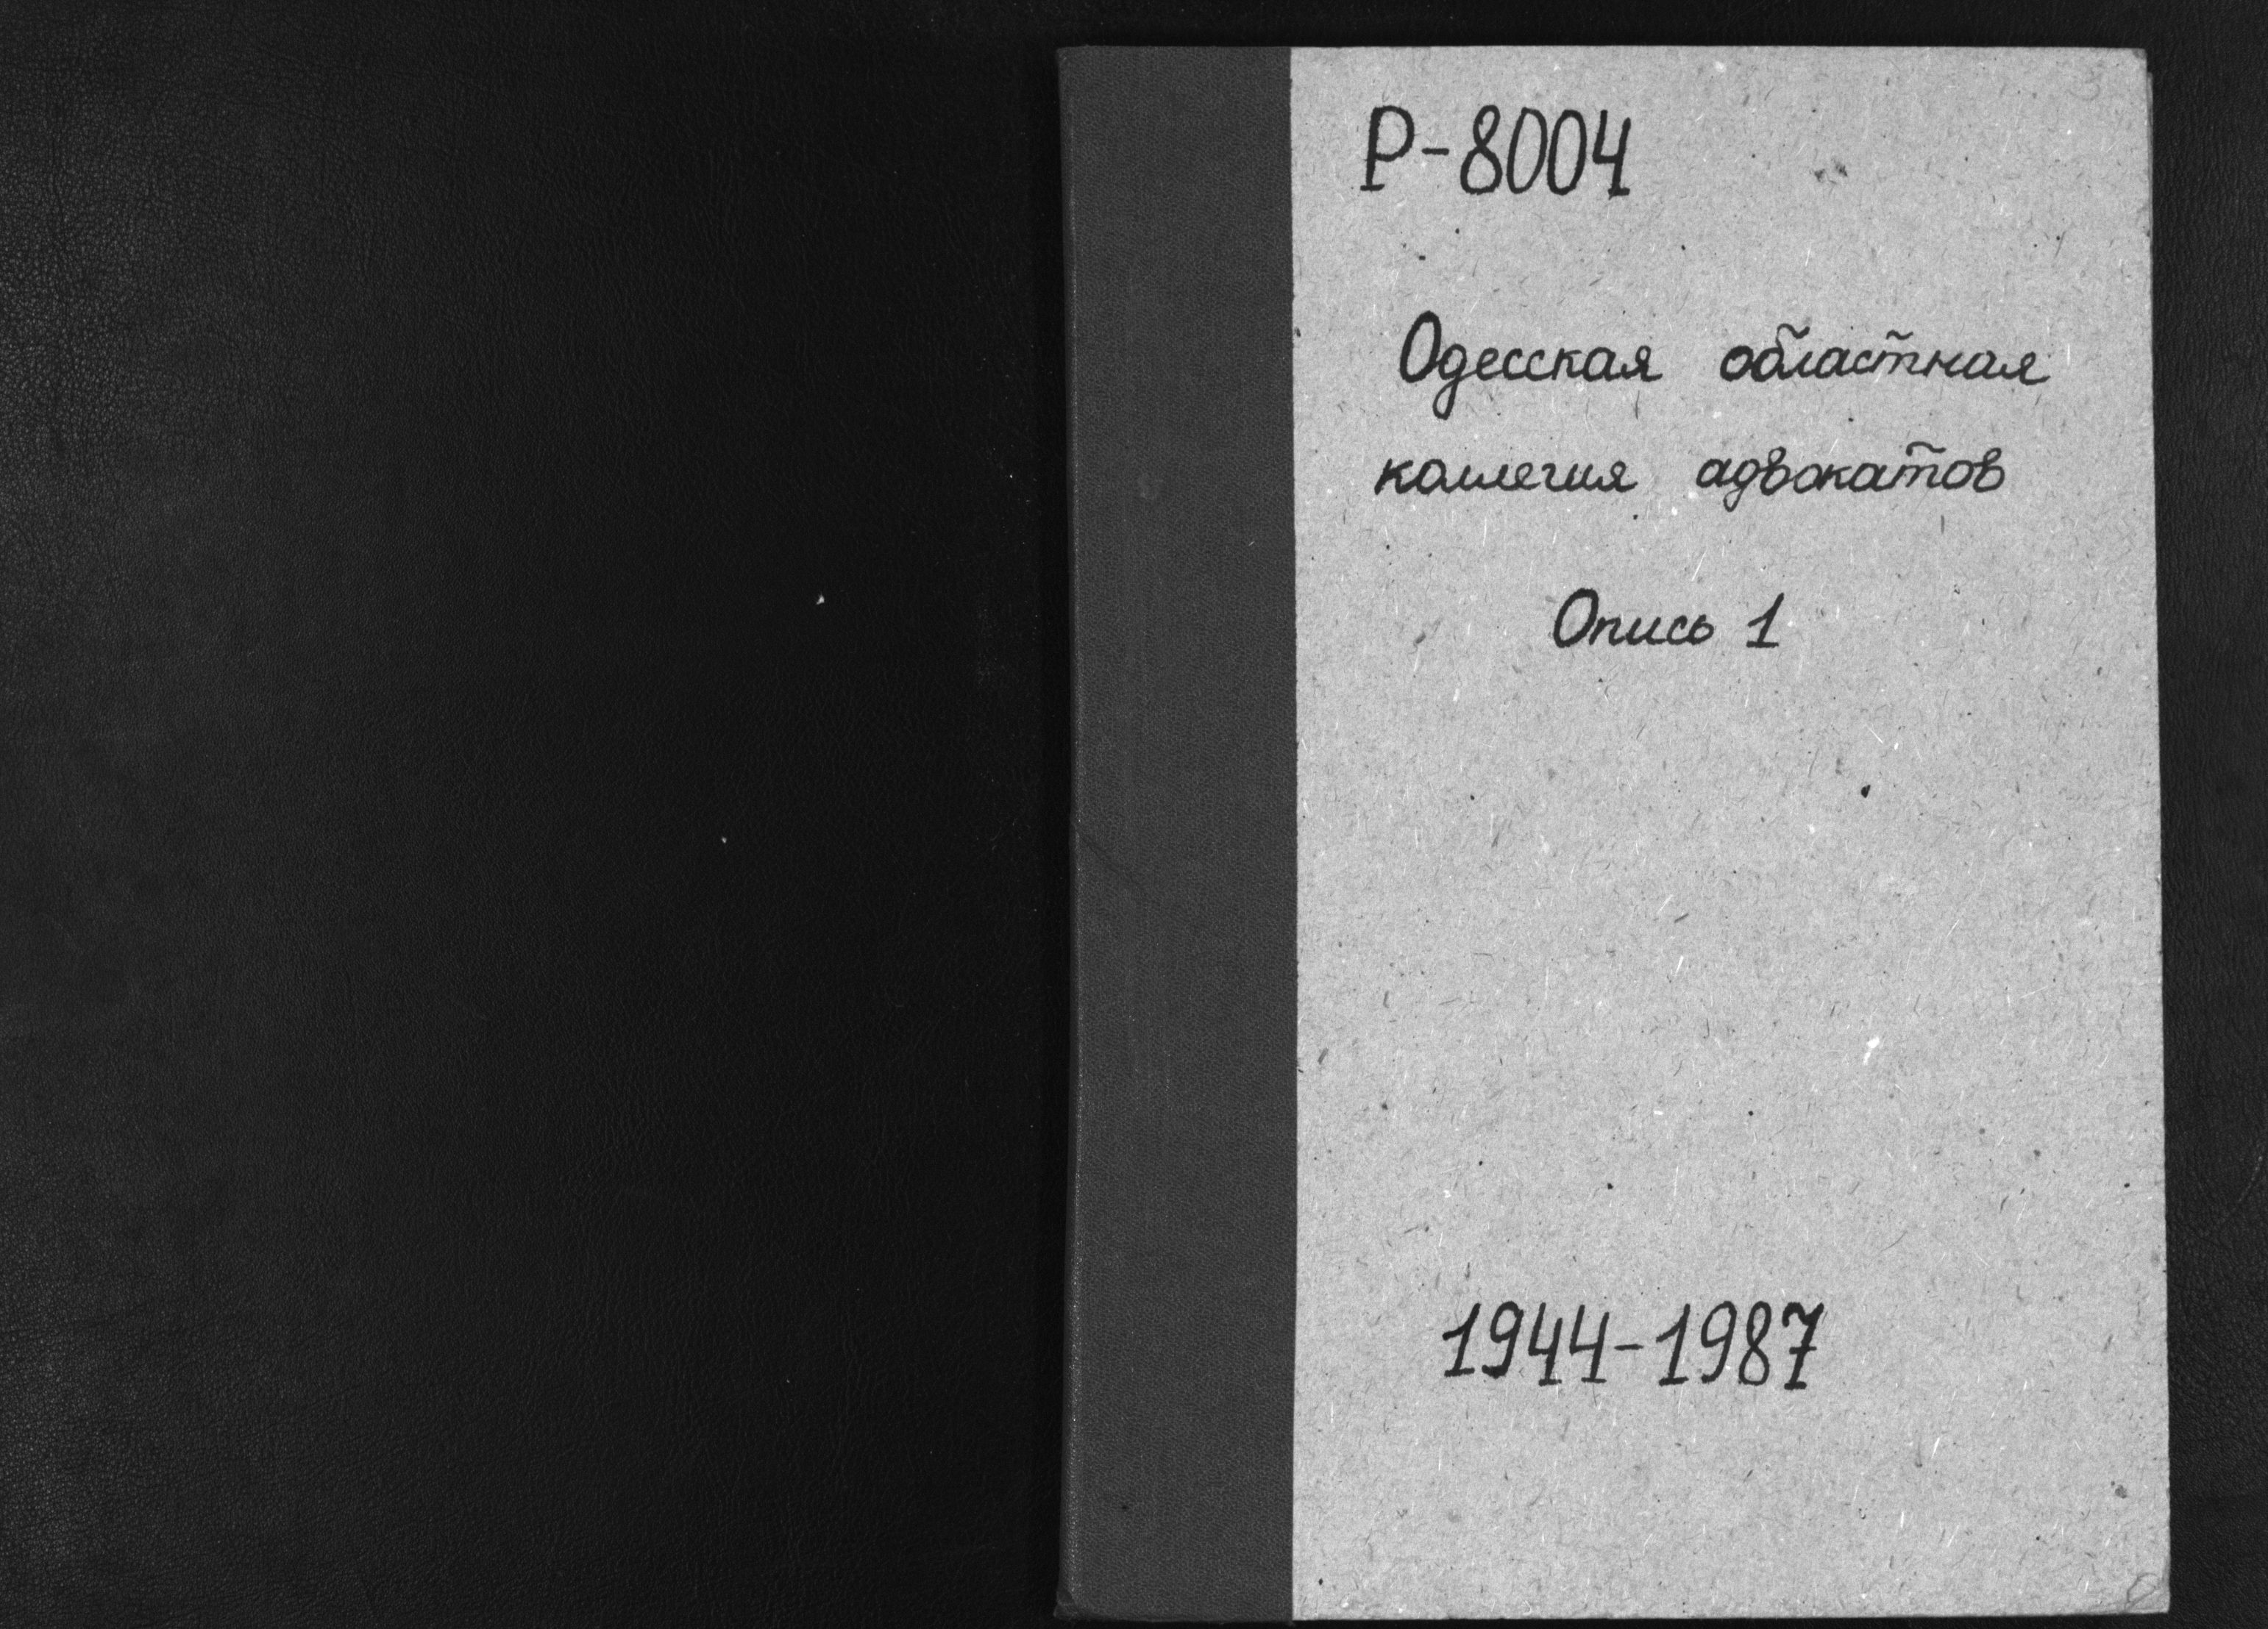 Р-8004
Одесская областная
коллегия адвокатов
Опись 1
1944-1987